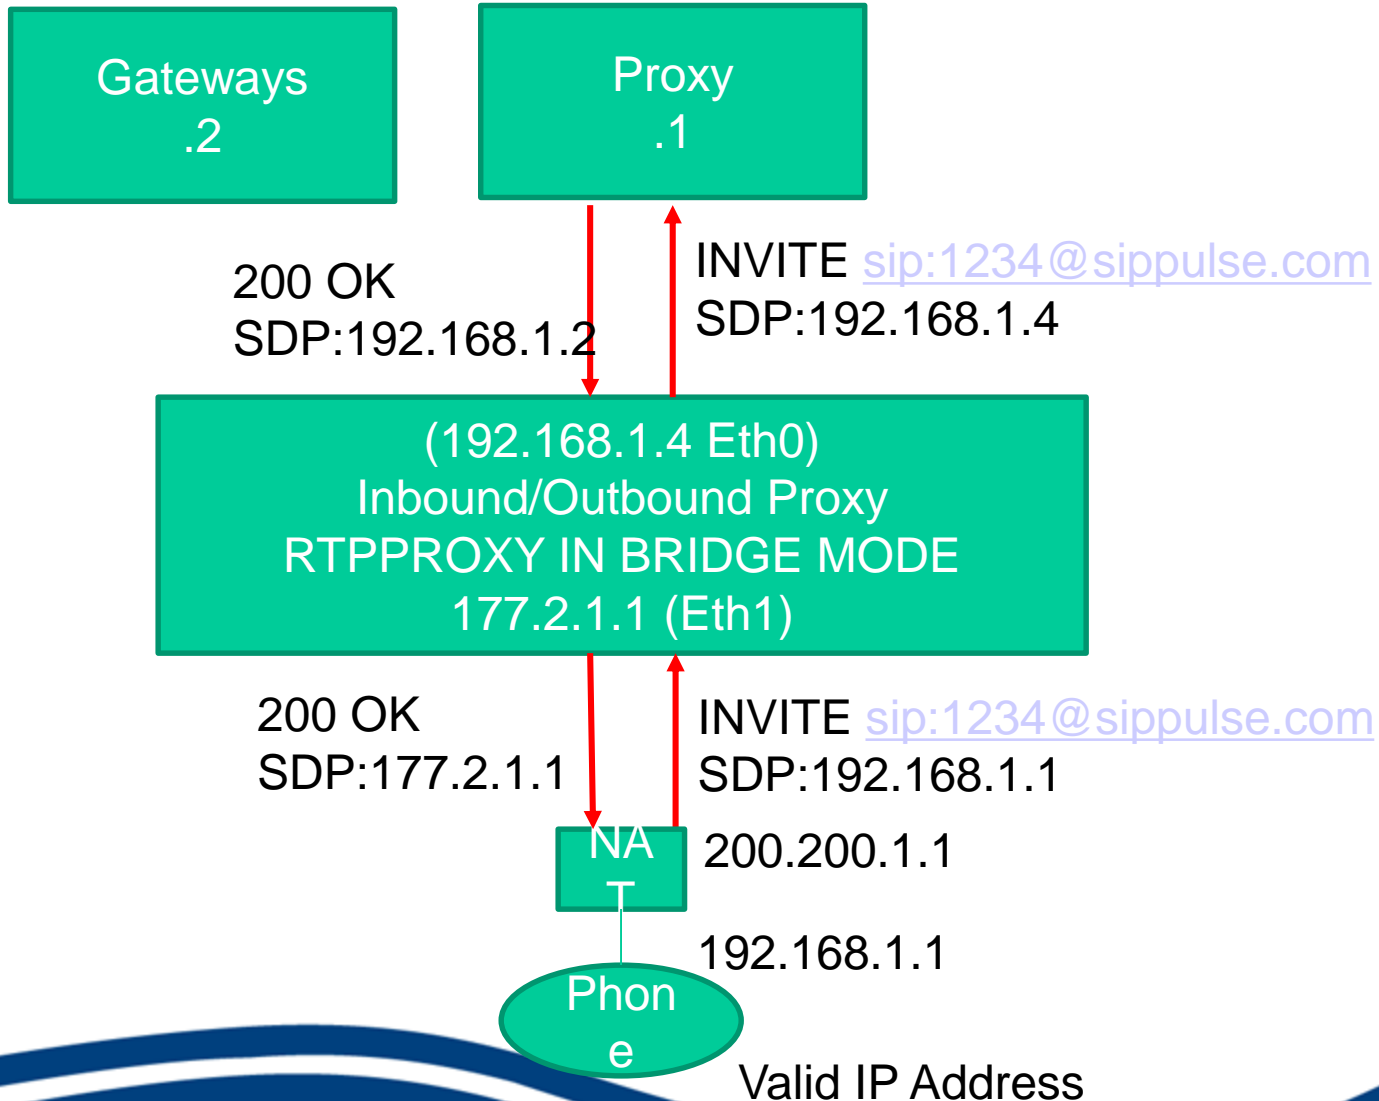 Gateways
.2
Proxy
.1
200 OK
SDP:192.168.1.2
INVITE sip:1234@sippulse.com
SDP:192.168.1.4
(192.168.1.4 Eth0)
Inbound/Outbound Proxy
RTPPROXY IN BRIDGE MODE
177.2.1.1 (Eth1)
200 OK
SDP:177.2.1.1
INVITE sip:1234@sippulse.com
SDP:192.168.1.1
NA
T
200.200.1.1
192.168.1.1
Phon
e
Valid IP Address